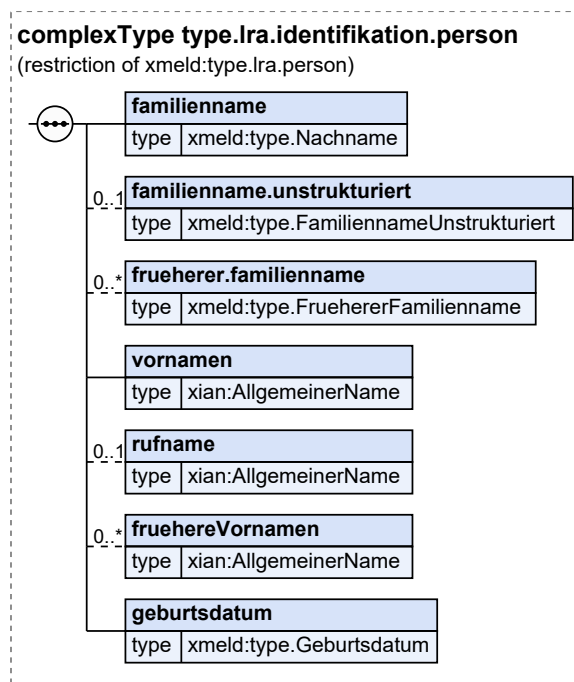 complexType type.lra.identifikation.person
(restriction of xmeld:type.lra.person)
familienname
type xmeld:type.Nachname
0..1 familienname.unstrukturiert
type xmeld:type.FamiliennameUnstrukturiert
0..* frueherer.familienname
type xmeld:type.FruehererFamilienname
vornamen
type xian:AllgemeinerName
0..1 rufname
type xian:AllgemeinerName
0..* fruehereVornamen
type xian:AllgemeinerName
geburtsdatum
type xmeld:type.Geburtsdatum